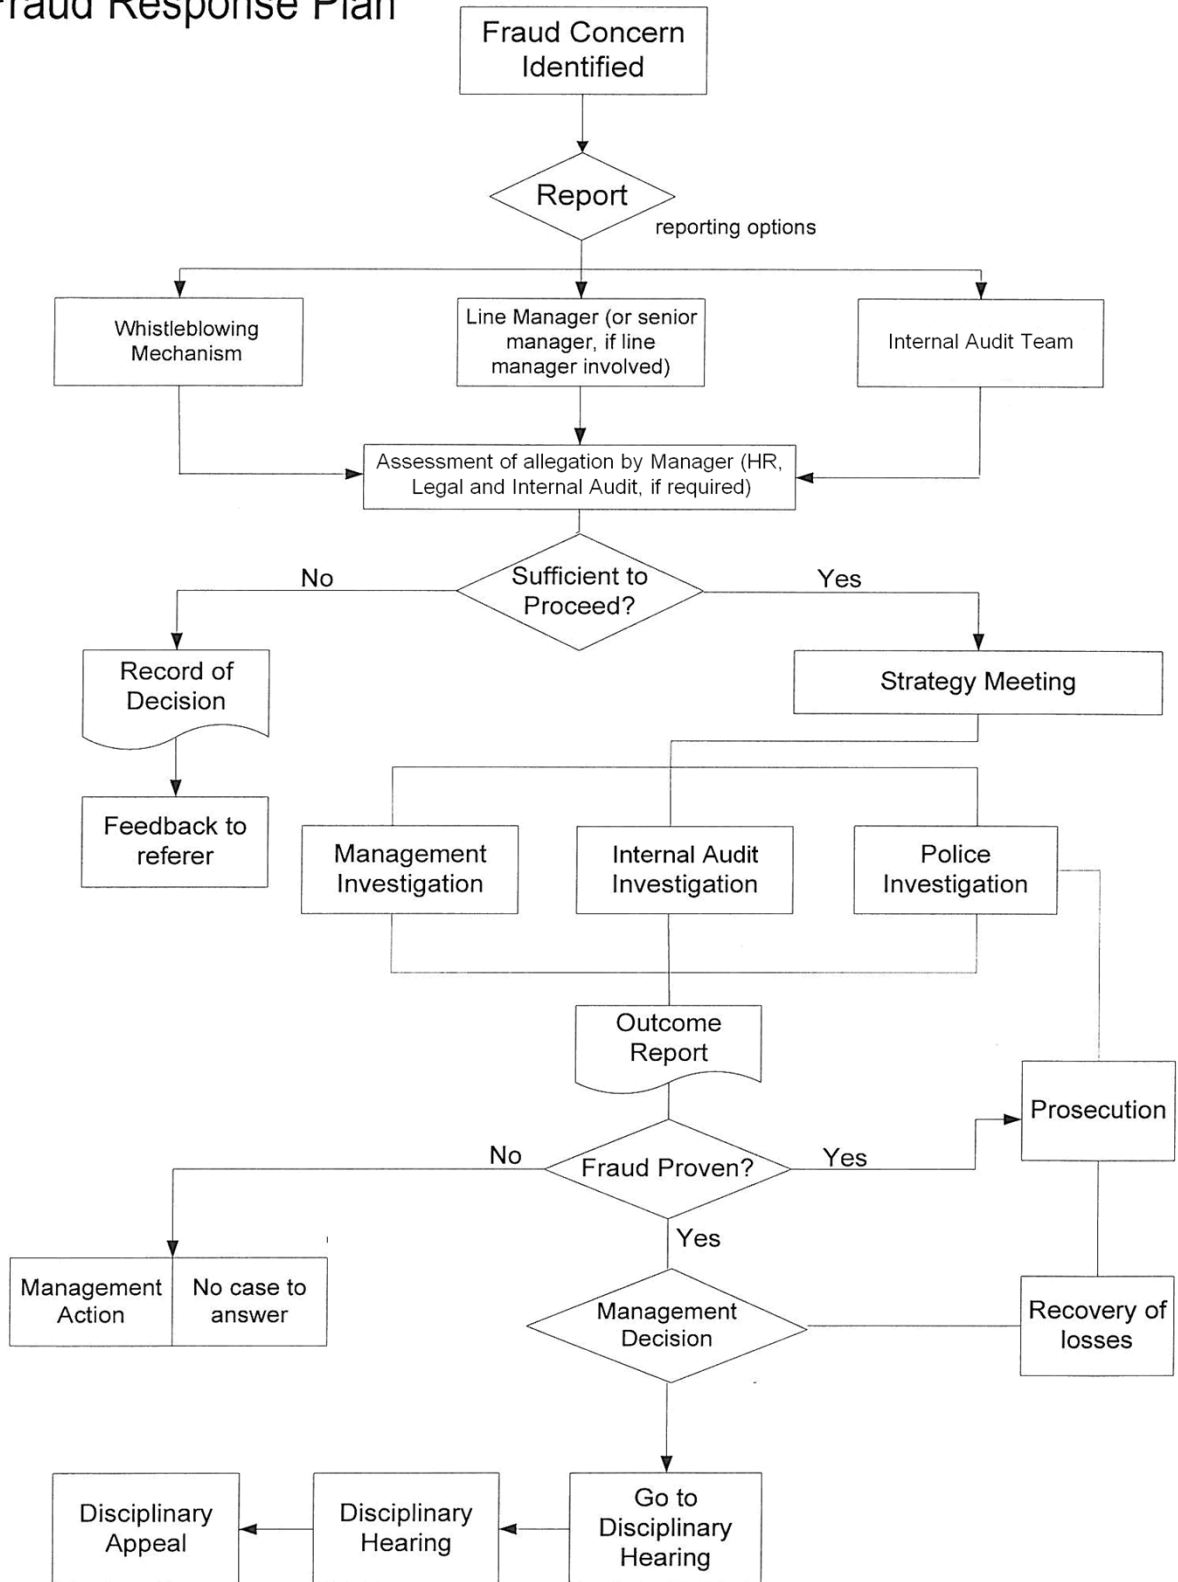 Fraud Response Plan
Fraud Concern
Identified
Report
reporting options
Whistleblowing
Mechanism
Line Manager (or senior
manager, if line
manager involved)
Internal Audit Team
Assessment of allegation by Manager (HR,
Legal and Internal Audit, if required)
No
Sufficient to
Proceed?
Yes
Record of
Decision
Strategy Meeting
Feedback to
referer
Management
Investigation
Internal Audit
Investigation
Police
Investigation
Outcome
Report
Prosecution
No
Fraud Proven?
Yes
Yes
Management
Action
No case to
answer
Management
Decision
Recovery of
losses
Disciplinary
Appeal
Disciplinary
Hearing
Go to
Disciplinary
Hearing